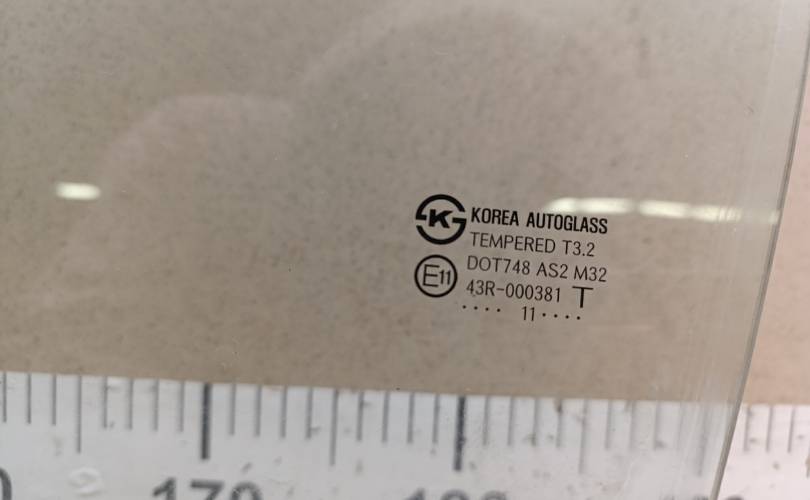 K KOREA AUTOGLASS
TEMPERED T3.2
DOT748 AS2 M32
E11 43R-000381 T
.... 11 ....
170